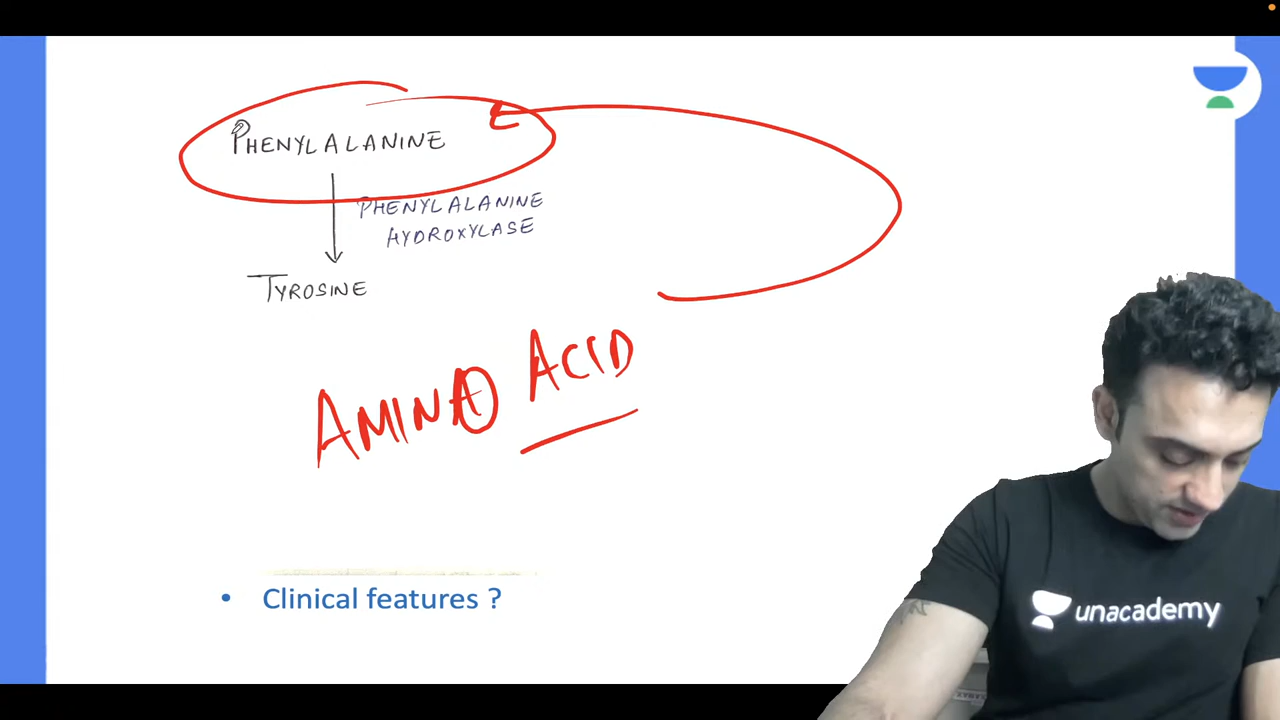 PHENYLALANINE
PHENYLALANINE
HYDROXYLASE
TYROSINE
AMINO ACID
• Clinical features ?
unacademy